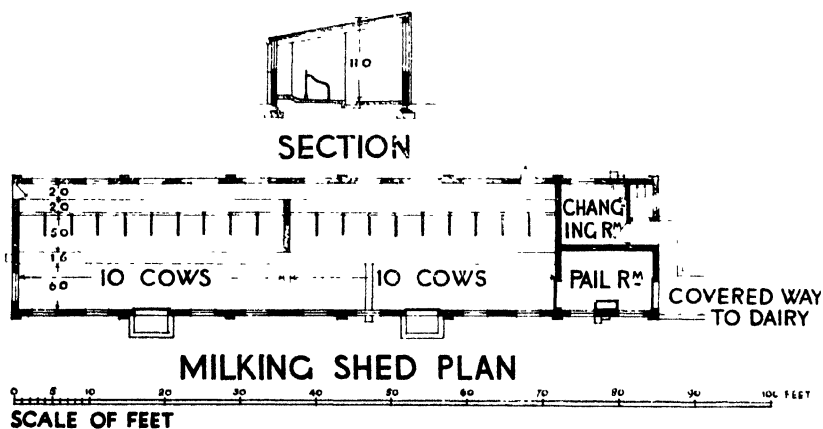 11 0
SECTION
2 0
2 0
5 0
1 6
6 0
10 COWS
10 COWS
CHANG
ING RM
PAIL RM
COVERED WAY
TO DAIRY
MILKING SHED PLAN
0 5 10 20 30 40 50 60 70 80 90 100 FEET
SCALE OF FEET